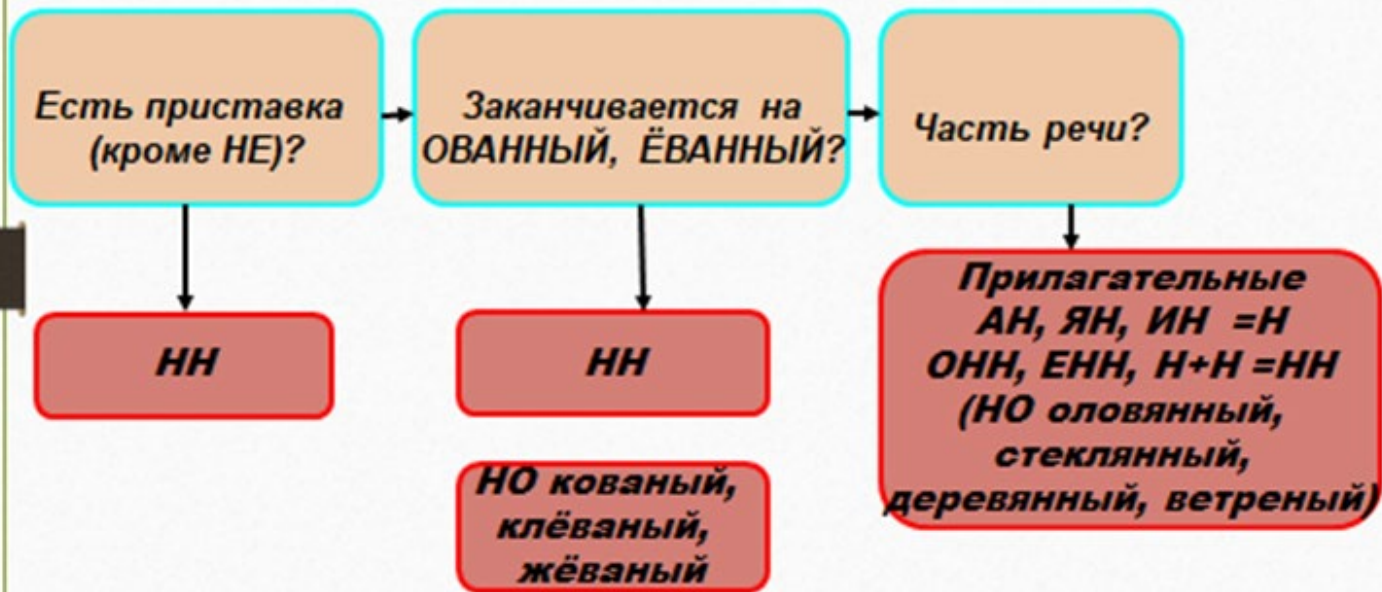 Есть приставка
(кроме НЕ)?
Заканчивается на
ОВАННЫЙ, ЁВАННЫЙ?
Часть речи?
НН
НН
НО кованый,
клёваный,
жёваный
Прилагательные
АН, ЯН, ИН =Н
ОНН, ЕНН, Н+Н =НН
(НО оловянный,
стеклянный,
деревянный, ветреный)